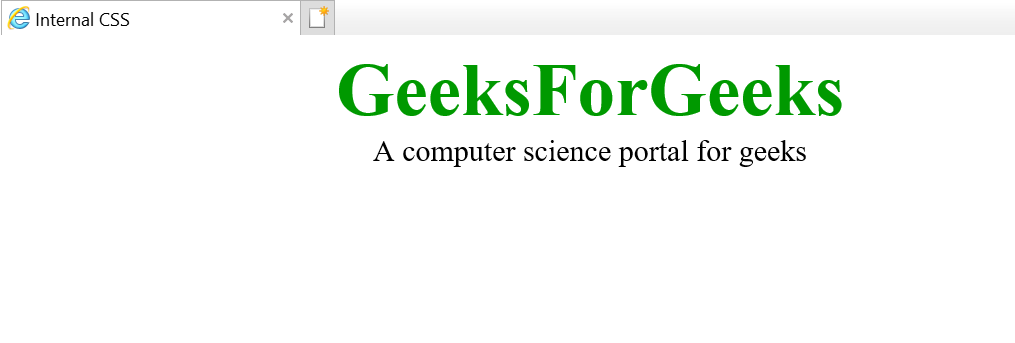 Internal CSS
GeeksForGeeks
A computer science portal for geeks